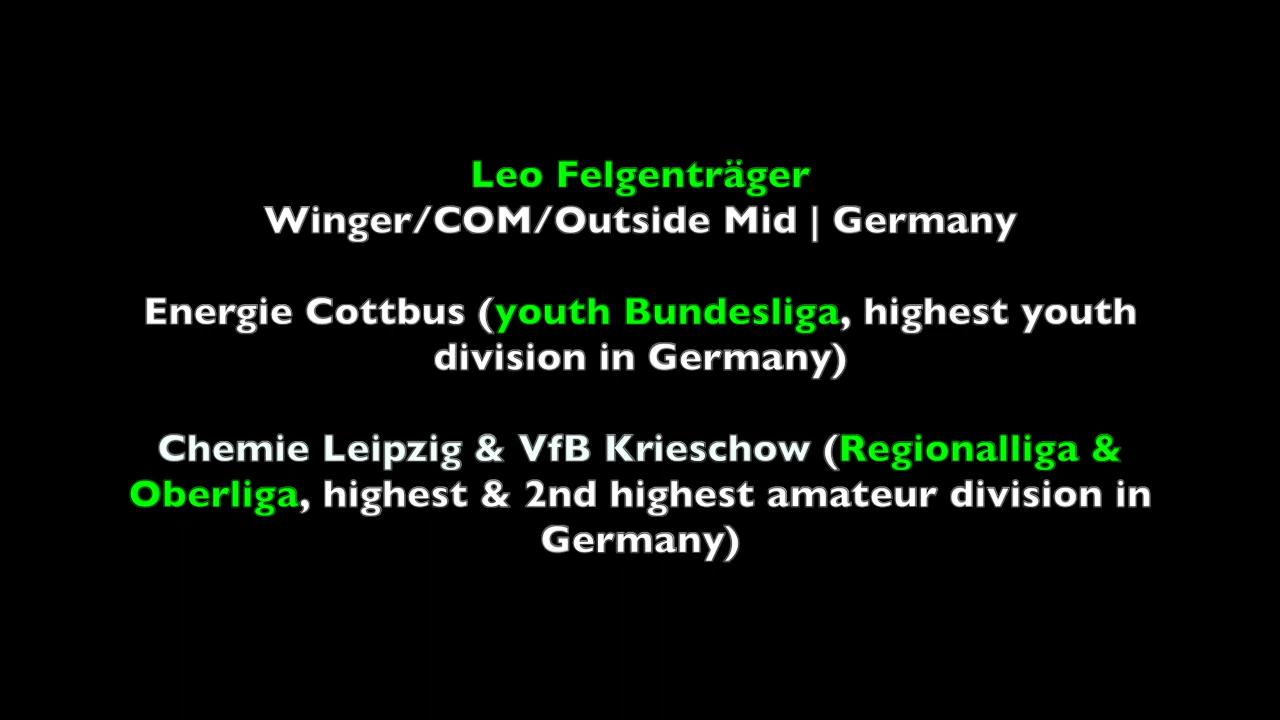 Leo Felgenträger
Winger/COM/Outside Mid | Germany
Energie Cottbus (youth Bundesliga, highest youth
division in Germany)
Chemie Leipzig & VfB Krieschow (Regionalliga &
Oberliga, highest & 2nd highest amateur division in
Germany)